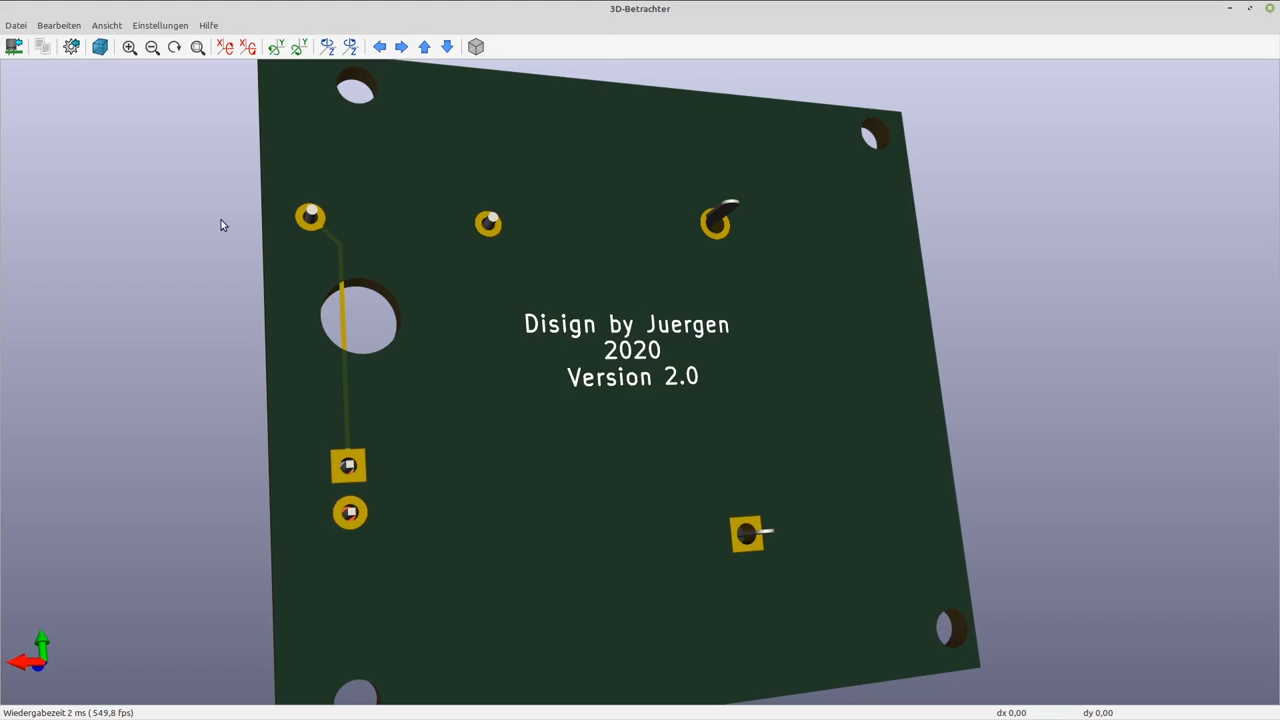 3D-Betrachter
Datei Bearbeiten Ansicht Einstellungen Hilfe
Disign by Juergen
2020
Version 2.0
Wiedergabezeit 2 ms ( 549,8 fps) dx 0,00 dy 0,00